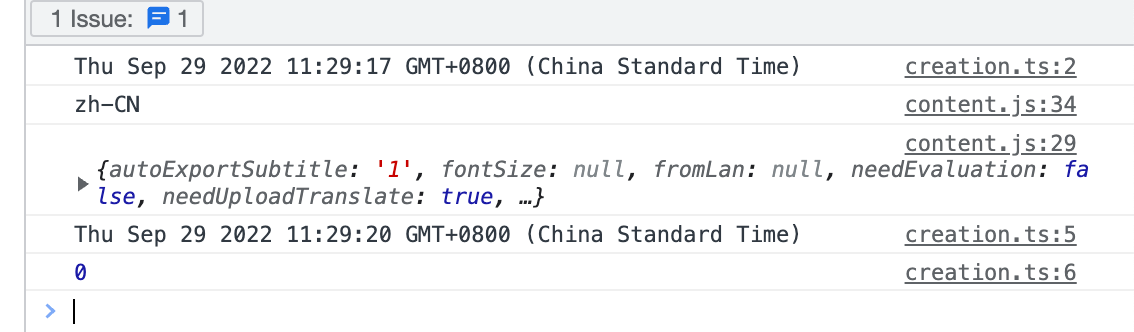 1 Issue: 1
Thu Sep 29 2022 11:29:17 GMT+0800 (China Standard Time) creation.ts:2
zh-CN content.js:34
content.js:29
{autoExportSubtitle: '1', fontSize: null, fromLan: null, needEvaluation: fa
lse, needUploadTranslate: true, …}
Thu Sep 29 2022 11:29:20 GMT+0800 (China Standard Time) creation.ts:5
0 creation.ts:6